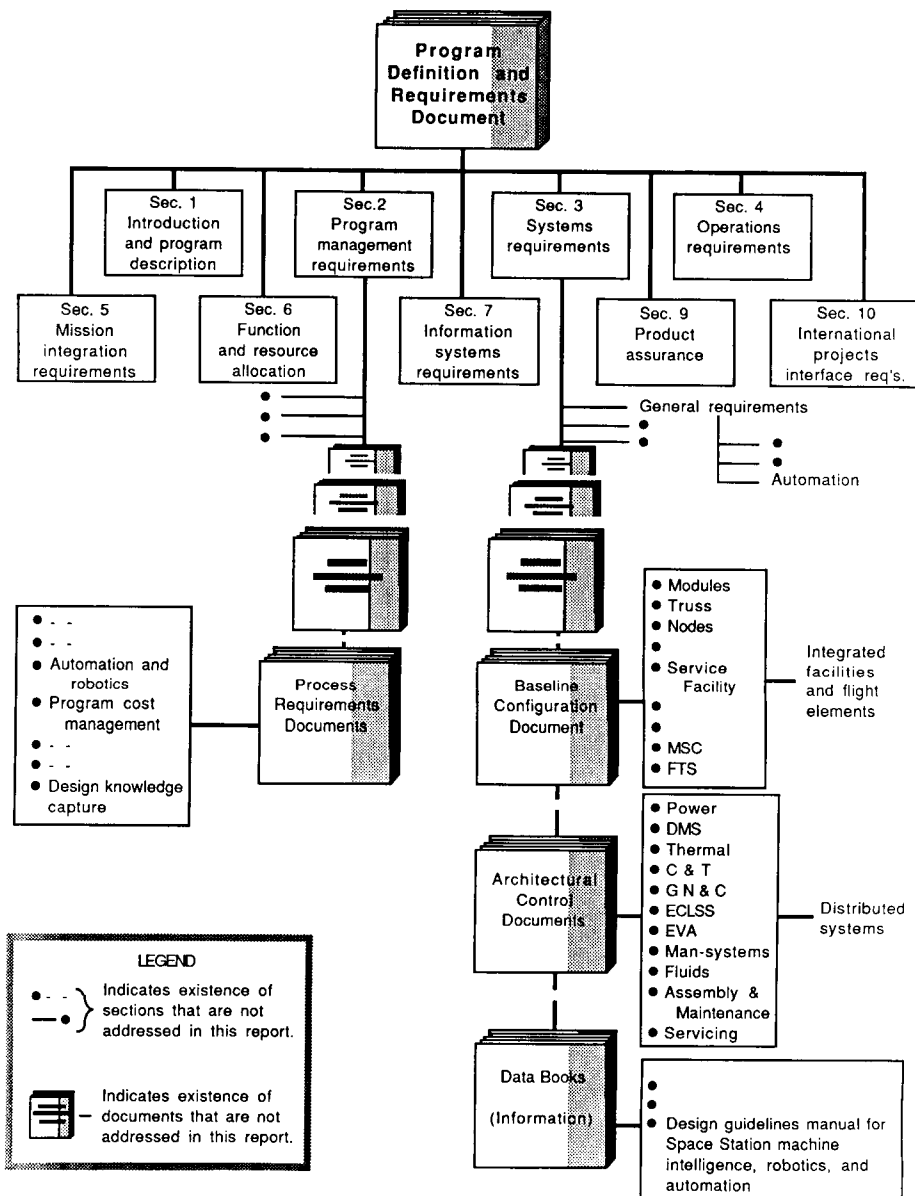 Program
Definition and
Requirements
Document
Sec. 1
Introduction
and program
description
Sec.2
Program
management
requirements
Sec. 3
Systems
requirements
Sec. 4
Operations
requirements
Sec. 5
Mission
integration
requirements
Sec. 6
Function
and resource
allocation
Sec. 7
Information
systems
requirements
Sec. 9
Product
assurance
Sec. 10
International
projects
interface req's.
General requirements
Automation
● - -
● - -
● Automation and
robotics
● Program cost
management
● - -
● - -
● Design knowledge
capture
Process
Requirements
Documents
Baseline
Configuration
Document
● Modules
● Truss
● Nodes
●
● Service
Facility
●
●
● MSC
● FTS
Integrated
facilities
and flight
elements
Architectural
Control
Documents
● Power
● DMS
● Thermal
● C & T
● G N & C
● ECLSS
● EVA
● Man-systems
● Fluids
● Assembly &
Maintenance
● Servicing
Distributed
systems
Data Books
(Information)
●
●
● Design guidelines manual for
Space Station machine
intelligence, robotics, and
automation
LEGEND
● - -
Indicates existence of
sections that are not
addressed in this report.
Indicates existence of
documents that are not
addressed in this report.